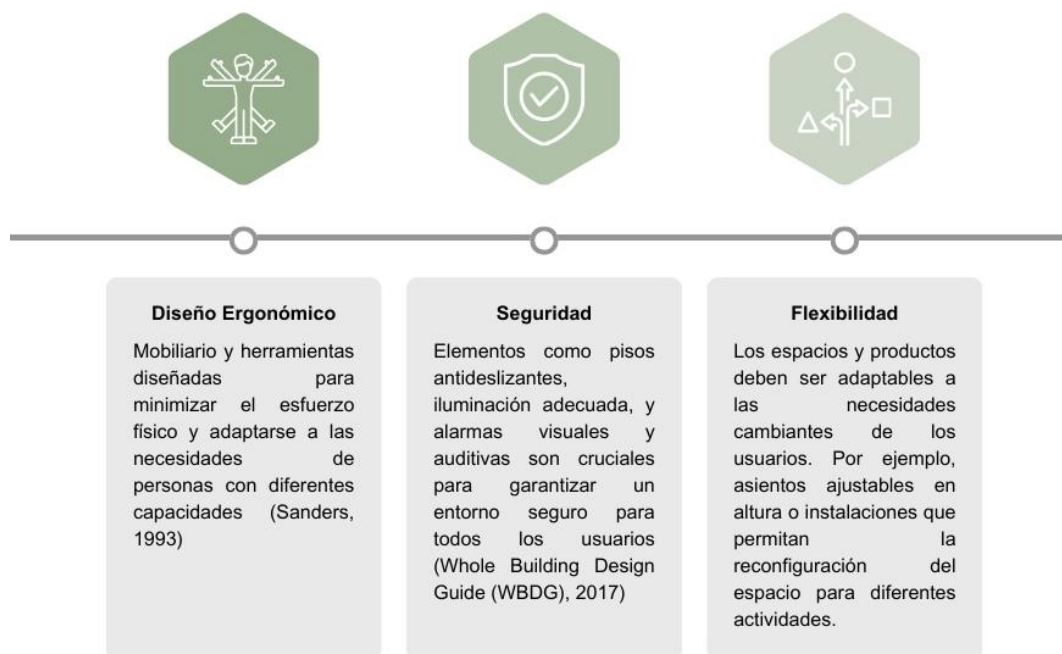 Diseño Ergonómico
Mobiliario y herramientas
diseñadas para
minimizar el esfuerzo
físico y adaptarse a las
necesidades de
personas con diferentes
capacidades (Sanders,
1993)
Seguridad
Elementos como pisos
antideslizantes,
iluminación adecuada, y
alarmas visuales y
auditivas son cruciales
para garantizar un
entorno seguro para
todos los usuarios
(Whole Building Design
Guide (WBDG), 2017)
Flexibilidad
Los espacios y productos
deben ser adaptables a
las necesidades
cambiantes de los
usuarios. Por ejemplo,
asientos ajustables en
altura o instalaciones que
permitan la
reconfiguración del
espacio para diferentes
actividades.